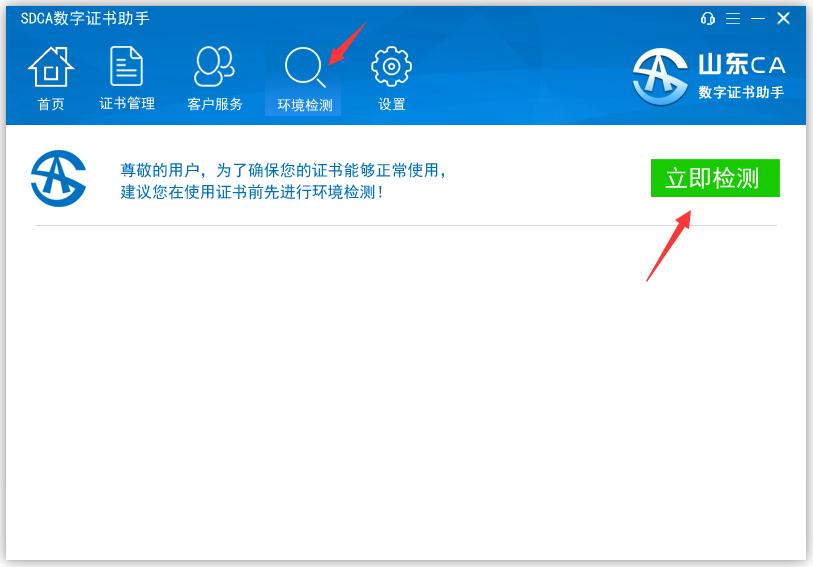 SDCA数字证书助手
首页
证书管理
客户服务
环境检测
设置
山东CA
数字证书助手
尊敬的用户，为了确保您的证书能够正常使用，
建议您在使用证书前先进行环境检测！
立即检测